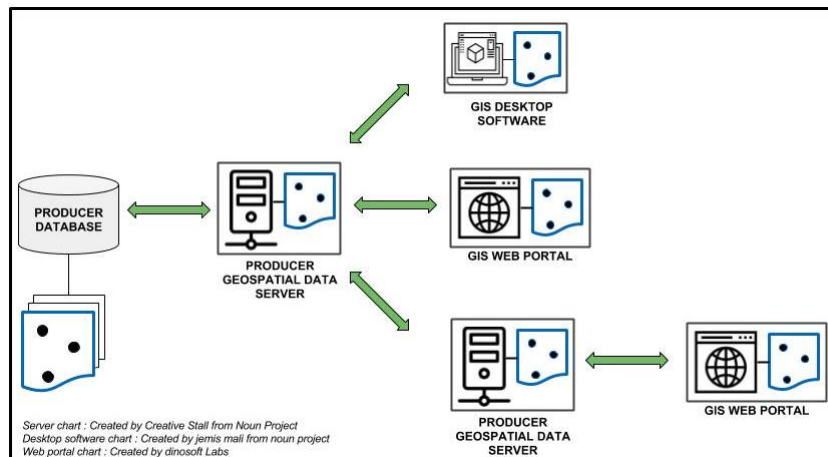 GIS DESKTOP
SOFTWARE
PRODUCER
DATABASE
PRODUCER
GEOSPATIAL DATA
SERVER
GIS WEB PORTAL
PRODUCER
GEOSPATIAL DATA
SERVER
GIS WEB PORTAL
Server chart : Created by Creative Stall from Noun Project
Desktop software chart : Created by jemis mali from noun project
Web portal chart : Created by dinosoft Labs